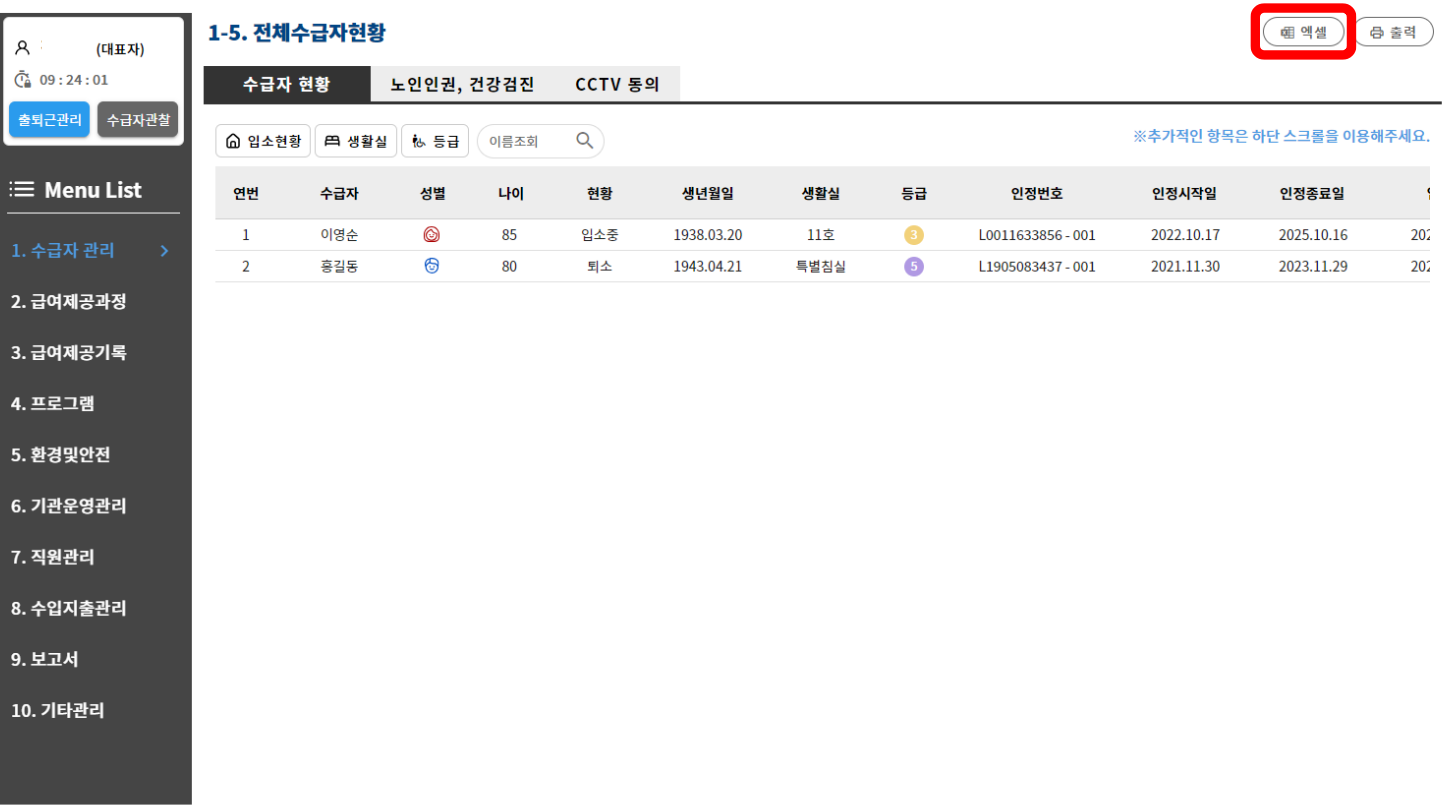 (대표자)
09 : 24 : 01
출퇴근관리 수급자관찰
Menu List
1. 수급자 관리
2. 급여제공과정
3. 급여제공기록
4. 프로그램
5. 환경및안전
6. 기관운영관리
7. 직원관리
8. 수입지출관리
9. 보고서
10. 기타관리
1-5. 전체수급자현황
엑셀 출력
수급자 현황 노인인권, 건강검진 CCTV 동의
입소현황 생활실 등급 이름조회
※추가적인 항목은 하단 스크롤을 이용해주세요.
연번 수급자 성별 나이 현황 생년월일 생활실 등급 인정번호 인정시작일 인정종료일
1 이영순 85 입소중 1938.03.20 11호 3 L0011633856 - 001 2022.10.17 2025.10.16 202
2 홍길동 80 퇴소 1943.04.21 특별침실 5 L1905083437 - 001 2021.11.30 2023.11.29 202